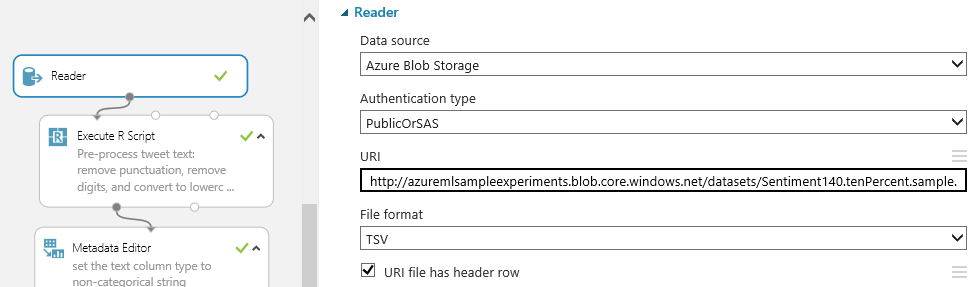 Reader
Execute R Script
Pre-process tweet text:
remove punctuation, remove
digits, and convert to lowerc ...
Metadata Editor
set the text column type to
non-categorical string
Reader
Data source
Azure Blob Storage
Authentication type
PublicOrSAS
URI
http://azuremlsampleexperiments.blob.core.windows.net/datasets/Sentiment140.tenPercent.sample.
File format
TSV
URI file has header row